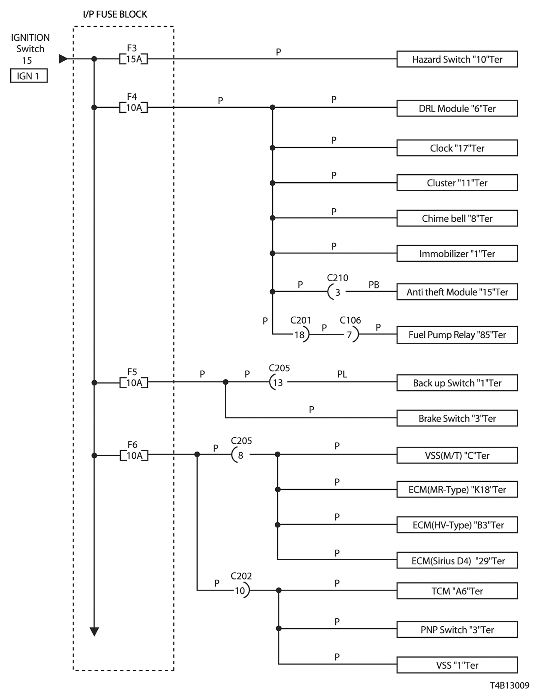 I/P FUSE BLOCK
IGNITION
Switch
15
IGN 1
F3
15A
P
Hazard Switch "10"Ter
F4
10A
P
P
DRL Module "6"Ter
P
Clock "17"Ter
P
Cluster "11"Ter
P
Chime bell "8"Ter
P
Immobilizer "1"Ter
P
C210
3
PB
Anti theft Module "15"Ter
P
C201
18
P
C106
7
P
Fuel Pump Relay "85"Ter
F5
10A
P
P
C205
13
PL
Back up Switch "1"Ter
P
Brake Switch "3"Ter
F6
10A
P
C205
8
P
VSS(M/T) "C"Ter
P
ECM(MR-Type) "K18"Ter
P
ECM(HV-Type) "B3"Ter
P
ECM(Sirius D4) "29"Ter
P
C202
10
P
TCM "A6"Ter
P
PNP Switch "3"Ter
P
VSS "1"Ter
T4B13009